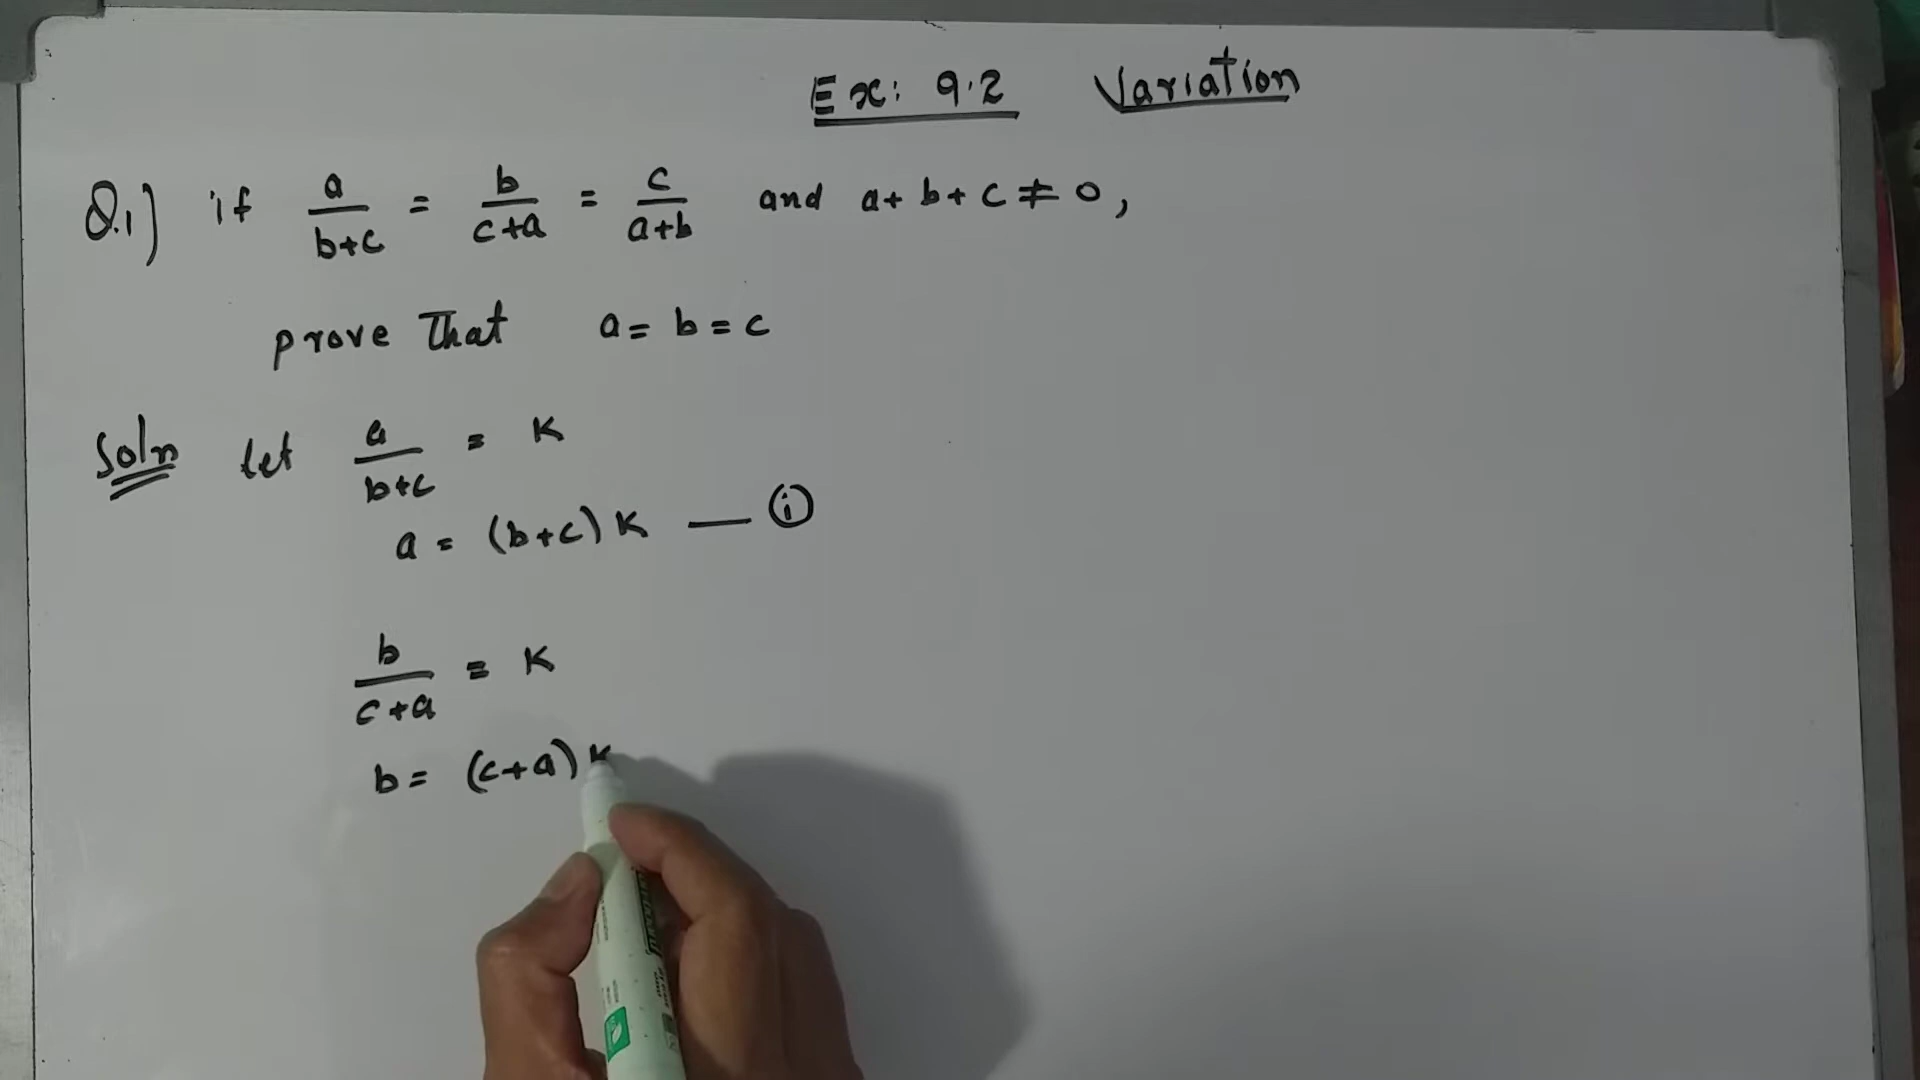 Ex: 9.2 Variation
Q.1) if a/b+c = b/c+a = c/a+b and a+b+c ≠ 0,
prove That a = b = c
Soln let a/b+c = K
a = (b+c) K — (i)
b/c+a = K
b = (c+a) K